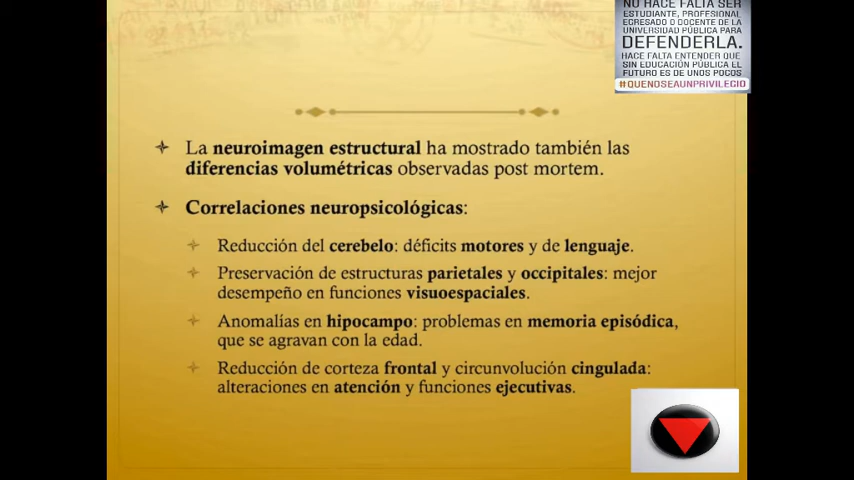 NO HACE FALTA SER
ESTUDIANTE, PROFESIONAL
EGRESADO O DOCENTE DE LA
UNIVERSIDAD PÚBLICA PARA
DEFENDERLA.
HACE FALTA ENTENDER QUE
SIN EDUCACIÓN PÚBLICA EL
FUTURO ES DE UNOS POCOS
#QUENOSEAUNPRIVILEGIO
La neuroimagen estructural ha mostrado también las
diferencias volumétricas observadas post mortem.
Correlaciones neuropsicológicas:
Reducción del cerebelo: déficits motores y de lenguaje.
Preservación de estructuras parietales y occipitales: mejor
desempeño en funciones visuoespaciales.
Anomalías en hipocampo: problemas en memoria episódica,
que se agravan con la edad.
Reducción de corteza frontal y circunvolución cingulada:
alteraciones en atención y funciones ejecutivas.